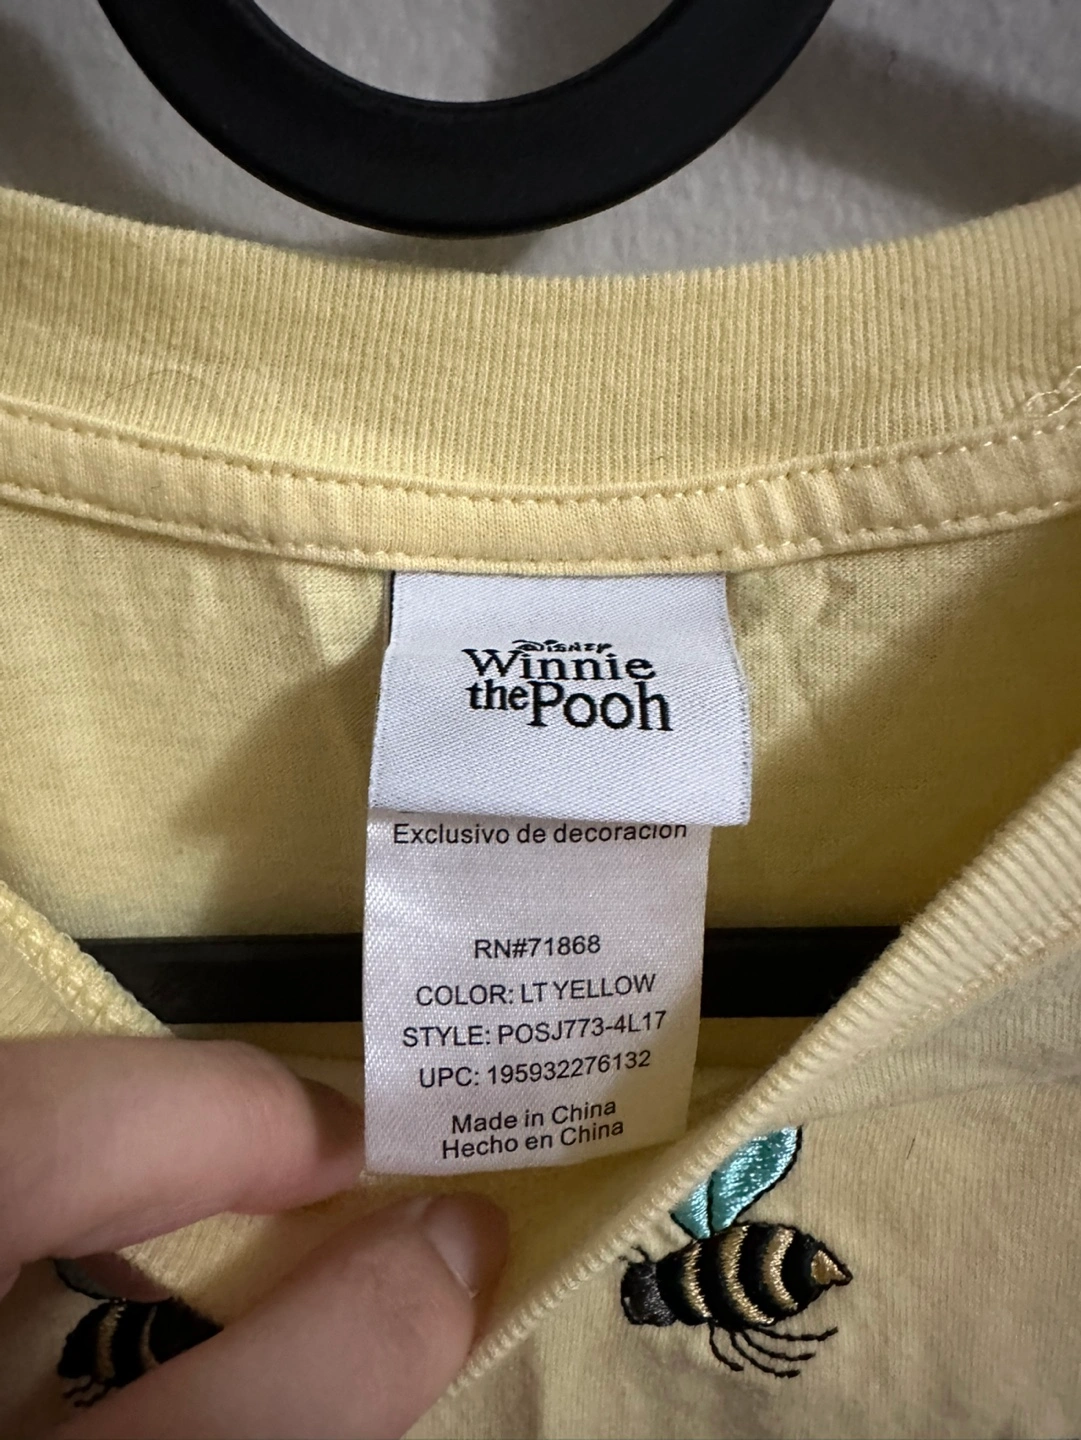 Disney
Winnie
the Pooh
Exclusivo de decoración
RN#71868
COLOR: LT YELLOW
STYLE: POSJ773-4L17
UPC: 195932276132
Made in China
Hecho en China